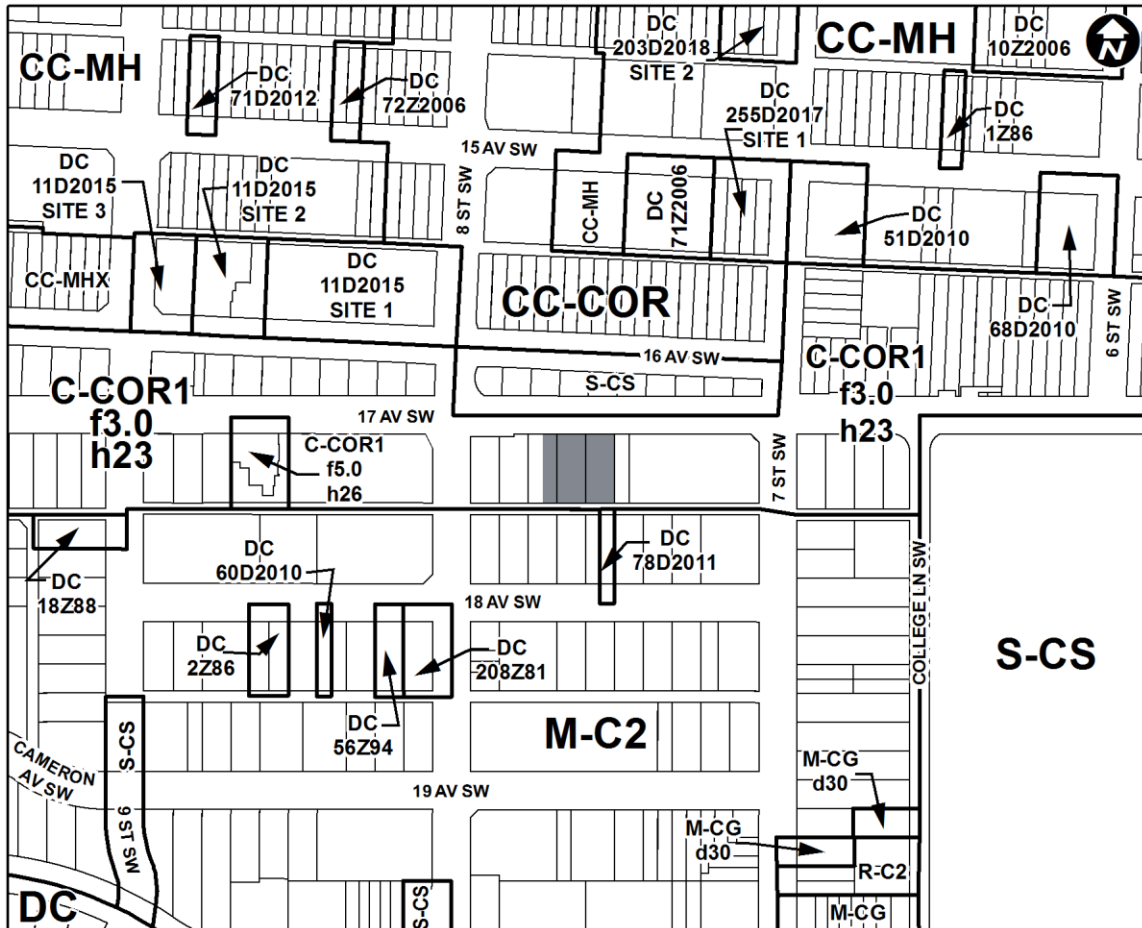 CC-MH
DC
71D2012
DC
72Z2006
DC
203D2018
SITE 2
CC-MH
DC
10Z2006
N
DC
255D2017
SITE 1
DC
1Z86
15 AV SW
DC
11D2015
SITE 3
DC
11D2015
SITE 2
8 ST SW
CC-MH
DC
71Z2006
DC
51D2010
CC-MHX
DC
11D2015
SITE 1
CC-COR
DC
68D2010
6 ST SW
16 AV SW
S-CS
C-COR1
f3.0
h23
C-COR1
f3.0
h23
17 AV SW
C-COR1
f5.0
h26
7 ST SW
DC
18Z88
DC
60D2010
DC
78D2011
18 AV SW
DC
2Z86
DC
208Z81
DC
56Z94
COLLEGE LN SW
S-CS
M-C2
S-CS
CAMERON
AV SW
9 ST SW
19 AV SW
M-CG
d30
M-CG
d30
R-C2
M-CG
DC
S-CS